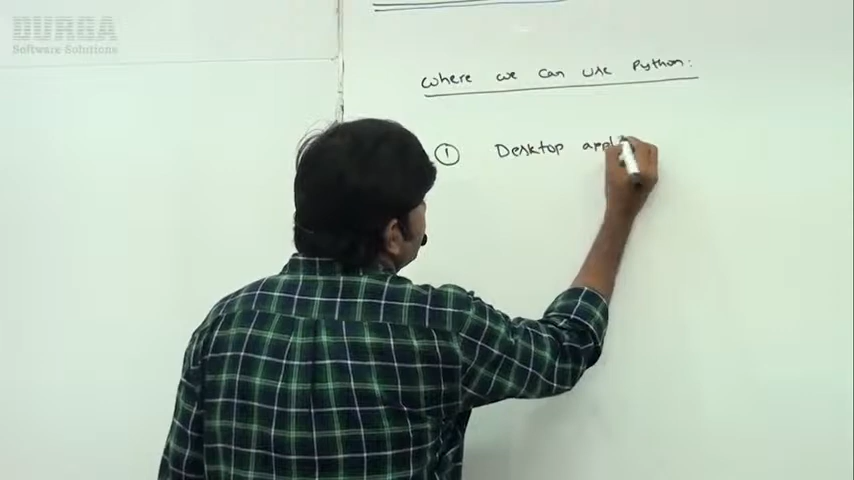 DURGA
Software Solutions
where we can use Python:
① Desktop appl